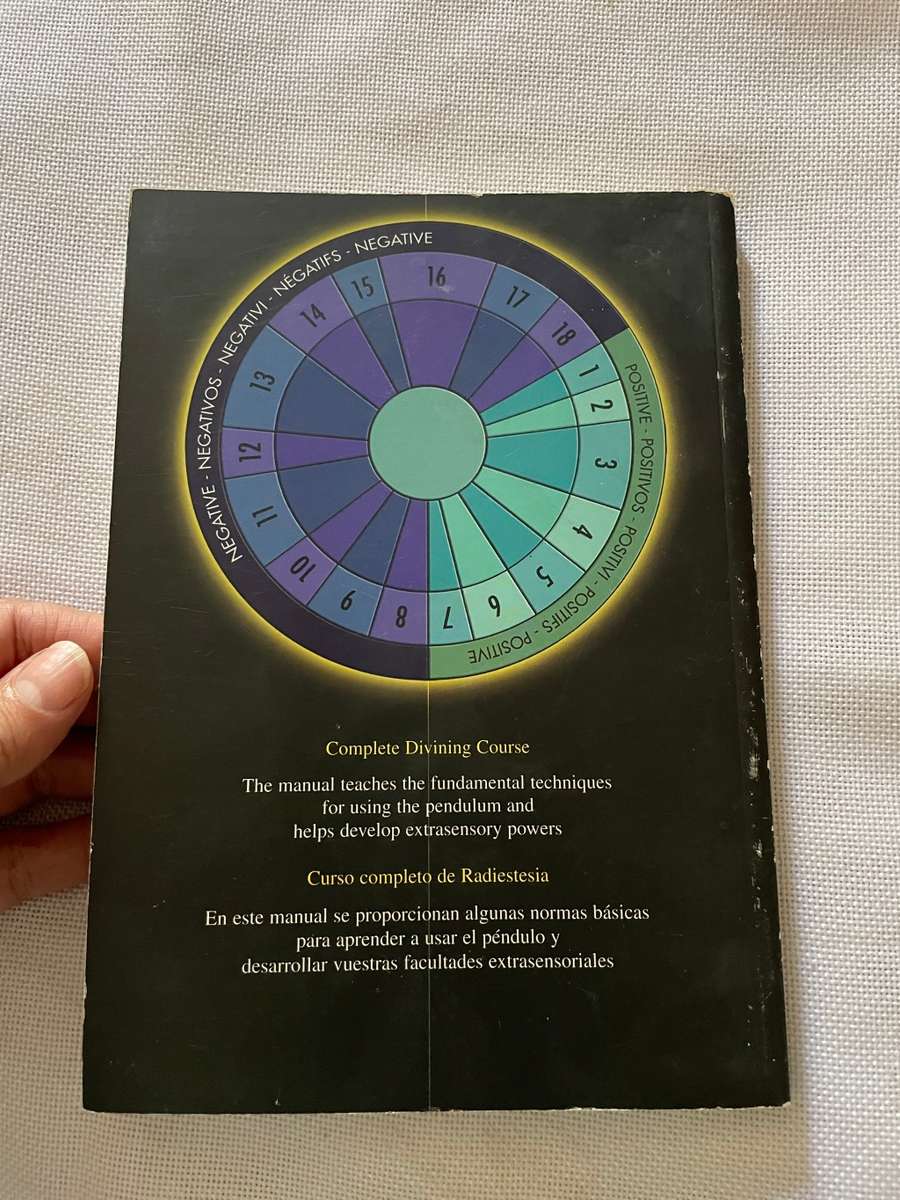 NEGATIVE - NEGATIVOS - NEGATIVI - NÉGATIFS - NEGATIVE
POSITIVE - POSITIVOS - POSITIVI - POSITIFS - POSITIVE
1
2
3
4
5
6
7
8
9
10
11
12
13
14
15
16
17
18
Complete Divining Course
The manual teaches the fundamental techniques
for using the pendulum and
helps develop extrasensory powers
Curso completo de Radiestesia
En este manual se proporcionan algunas normas básicas
para aprender a usar el péndulo y
desarrollar vuestras facultades extrasensoriales